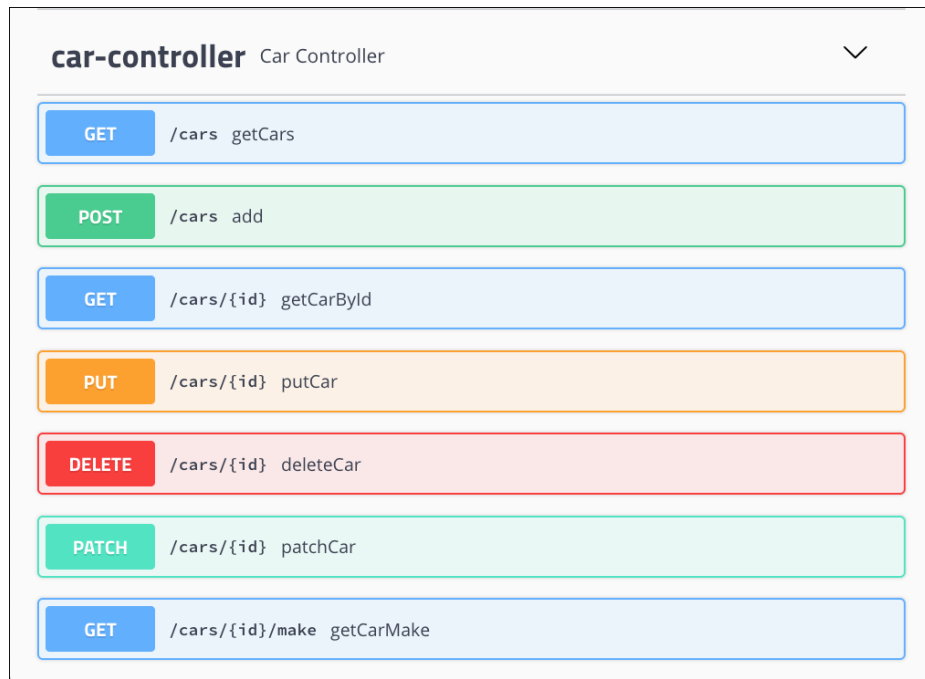 car-controller Car Controller
GET /cars getCars
POST /cars add
GET /cars/{id} getCarById
PUT /cars/{id} putCar
DELETE /cars/{id} deleteCar
PATCH /cars/{id} patchCar
GET /cars/{id}/make getCarMake